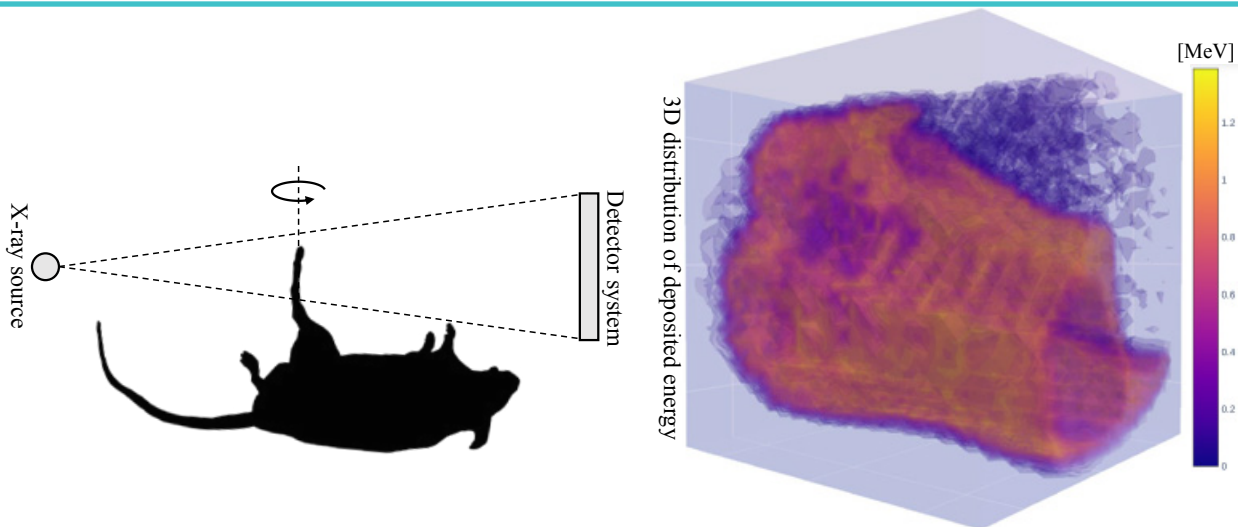 X-ray source
Detector system
3D distribution of deposited energy
[MeV]
1.2
1
0.8
0.6
0.4
0.2
0